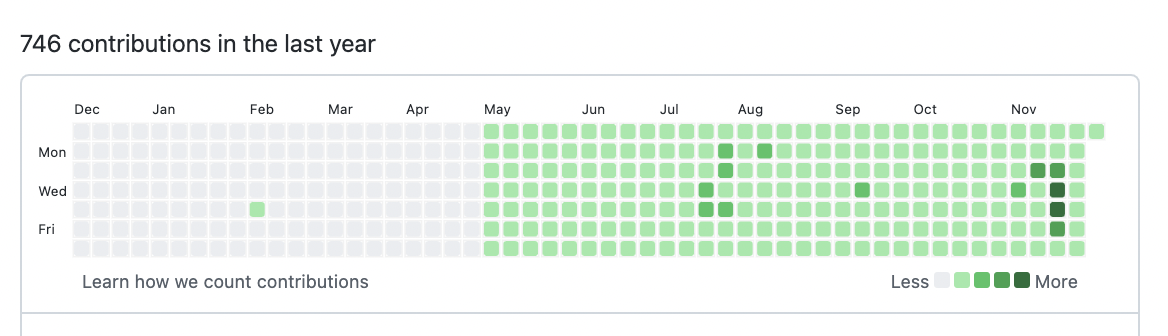 746 contributions in the last year
Dec Jan Feb Mar Apr May Jun Jul Aug Sep Oct Nov
Mon
Wed
Fri
Learn how we count contributions Less More